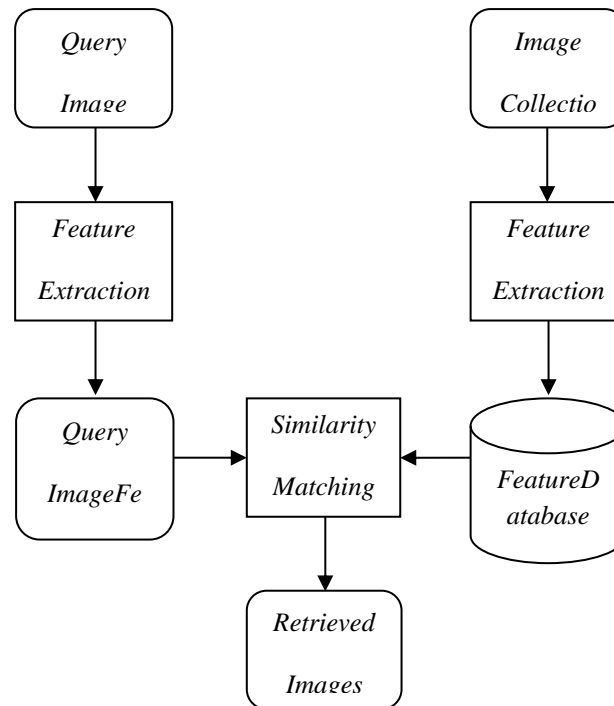 Query
Image
Image
Collectio
Feature
Extraction
Feature
Extraction
Query
ImageFe
Similarity
Matching
FeatureD
atabase
Retrieved
Images